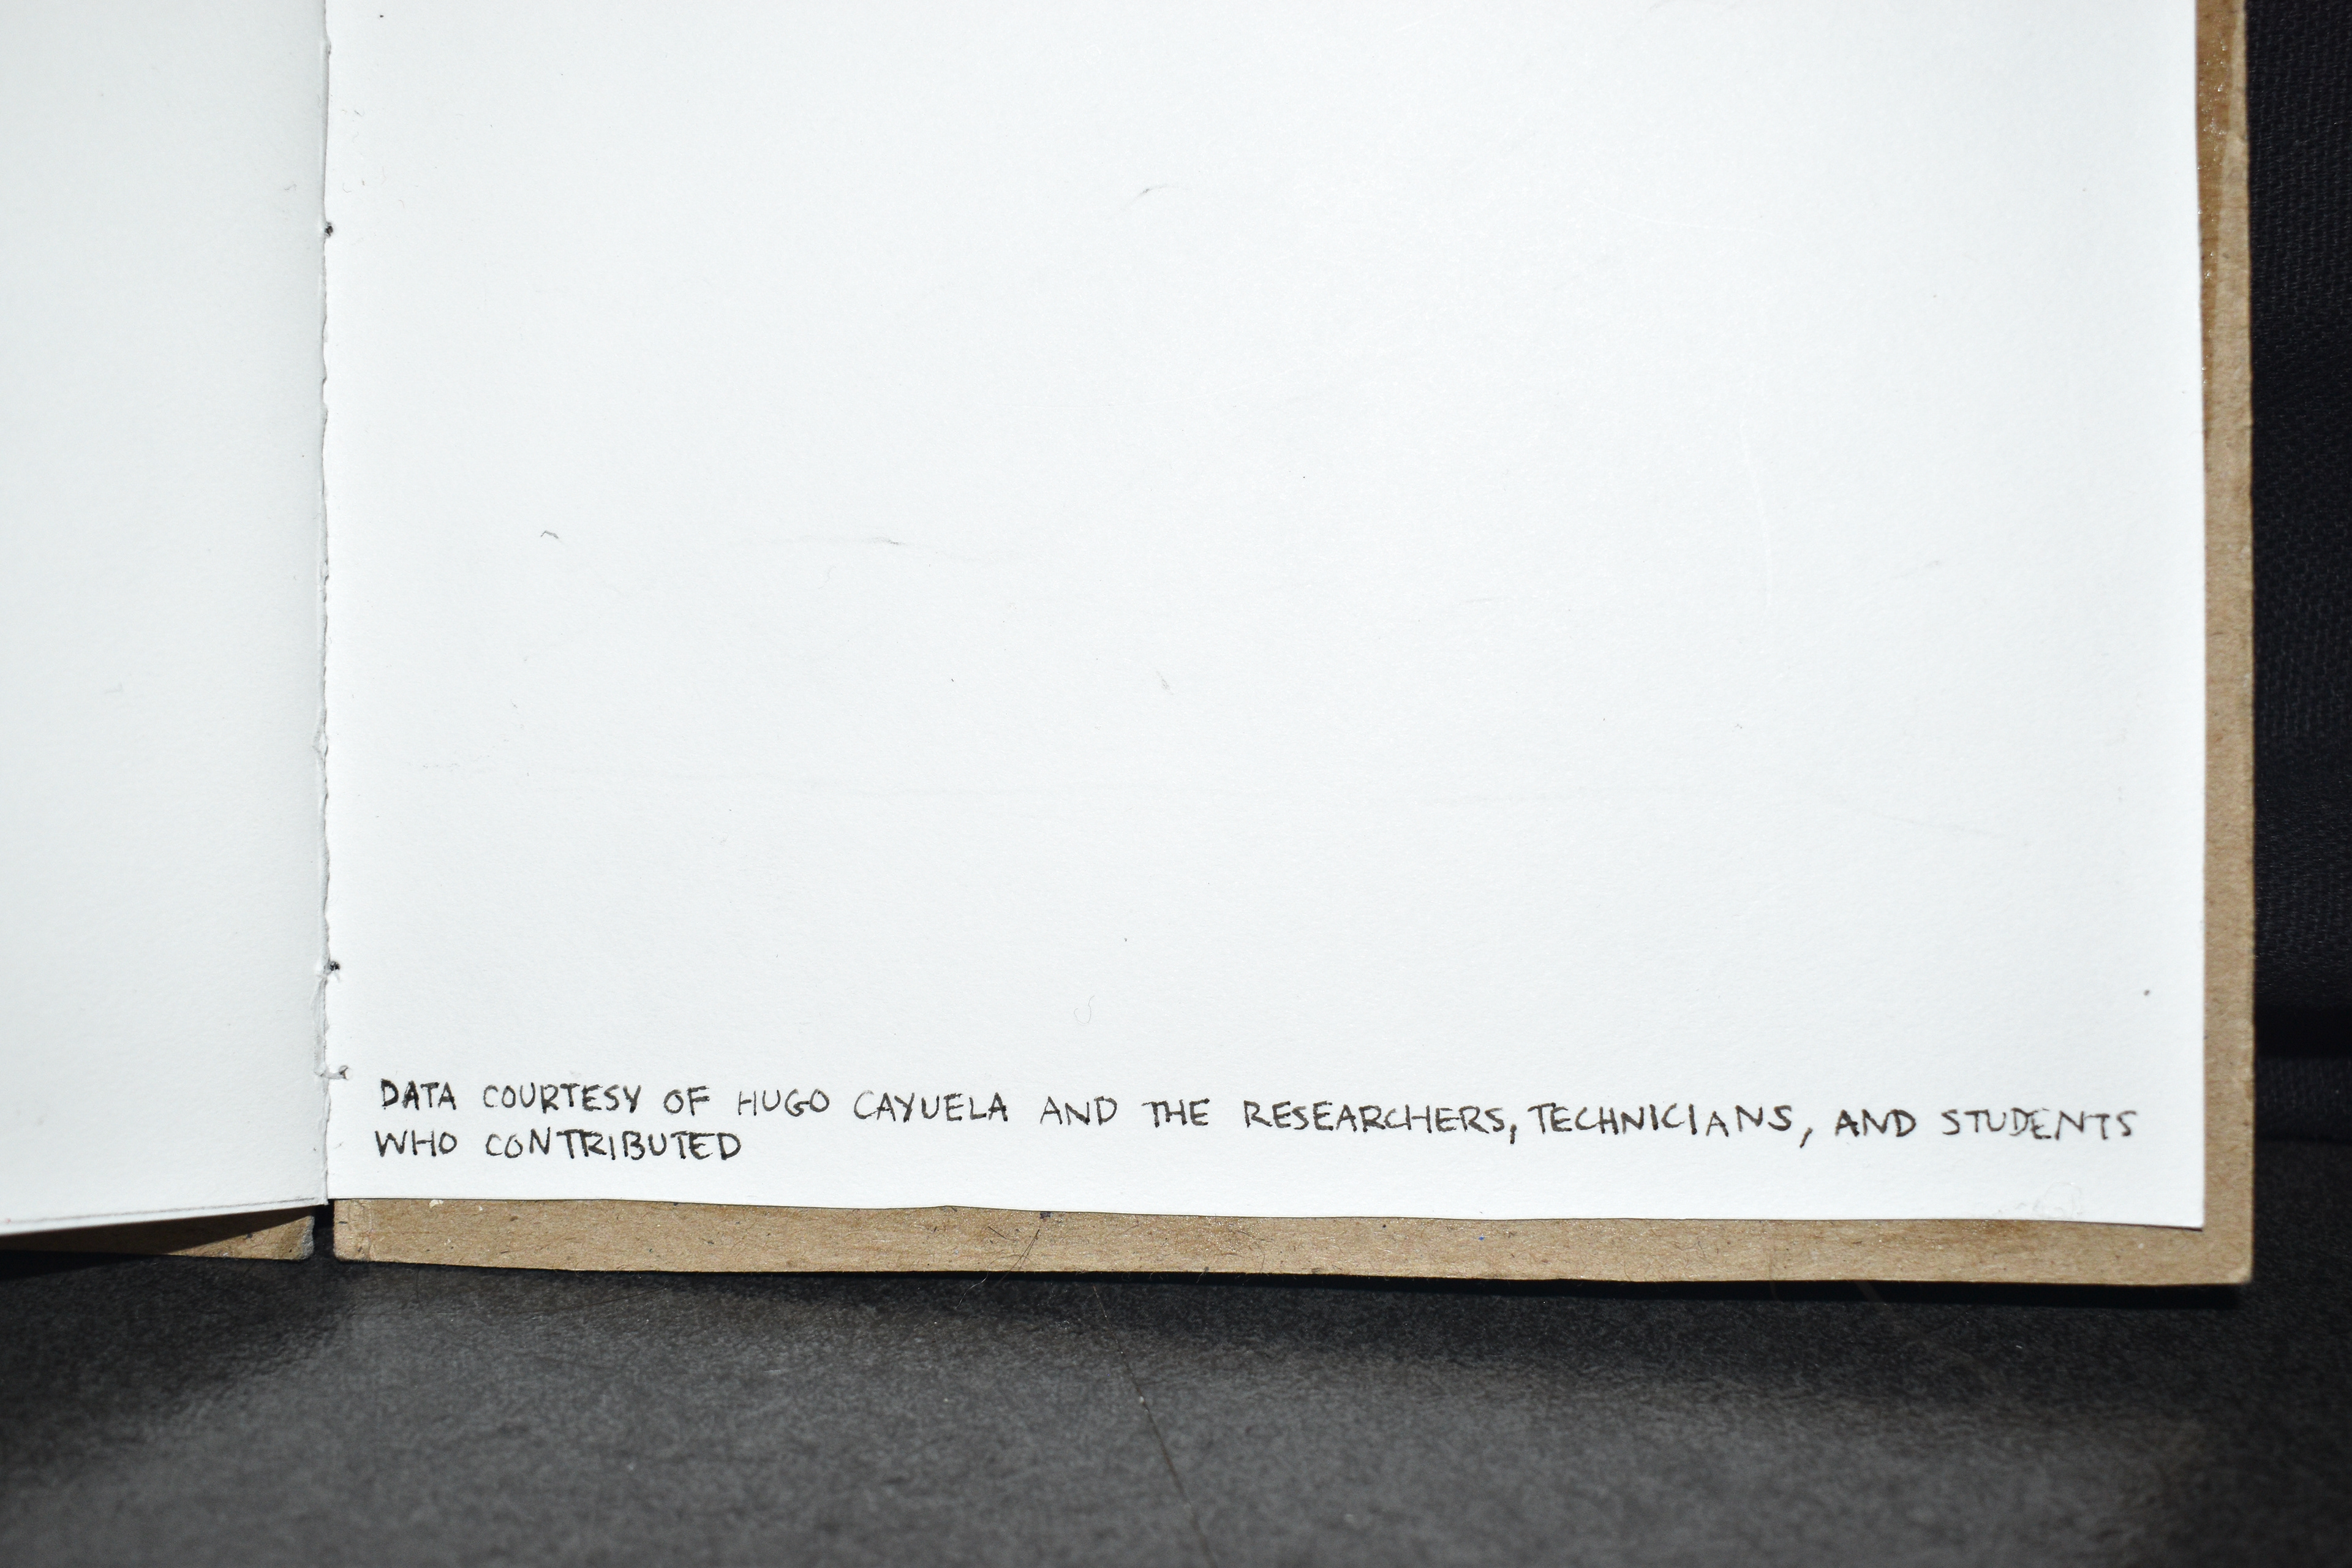 DATA COURTESY OF HUGO CAYUELA AND THE RESEARCHERS, TECHNICIANS, AND STUDENTS
WHO CONTRIBUTED